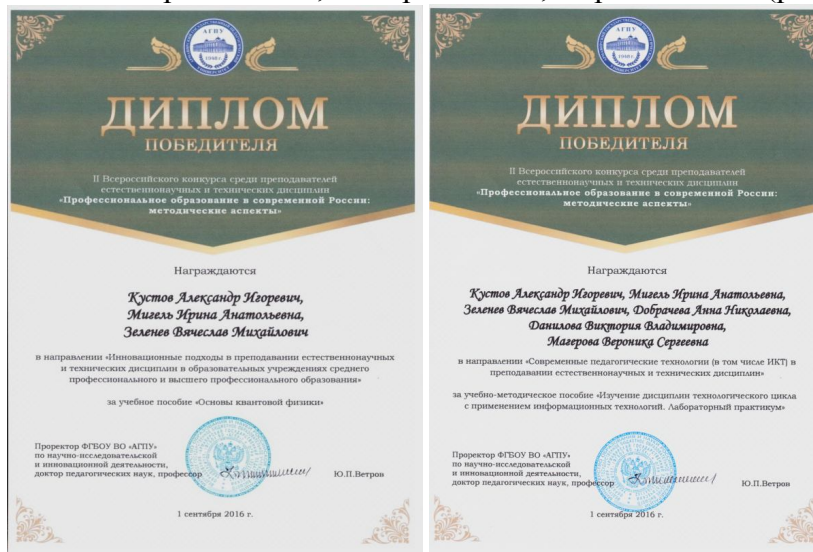 АГПУ
1948 г.
ДИПЛОМ
ПОБЕДИТЕЛЯ
II Всероссийского конкурса среди преподавателей
естественнонаучных и технических дисциплин
«Профессиональное образование в современной России:
методические аспекты»
Награждаются
Кустов Александр Игоревич,
Мигель Ирина Анатольевна,
Зеленев Вячеслав Михайлович
в направлении «Инновационные подходы в преподавании естественнонаучных
и технических дисциплин в образовательных учреждениях среднего
профессионального и высшего профессионального образования»
за учебное пособие «Основы квантовой физики»
Проректор ФГБОУ ВО «АГПУ»
по научно-исследовательской
и инновационной деятельности,
доктор педагогических наук, профессор
Ю.П.Ветров
1 сентября 2016 г.
АГПУ
1948 г.
ДИПЛОМ
ПОБЕДИТЕЛЯ
II Всероссийского конкурса среди преподавателей
естественнонаучных и технических дисциплин
«Профессиональное образование в современной России:
методические аспекты»
Награждаются
Кустов Александр Игоревич, Мигель Ирина Анатольевна,
Зеленев Вячеслав Михайлович, Добрачева Анна Николаевна,
Данилова Виктория Владимировна,
Магерова Вероника Сергеевна
в направлении «Современные педагогические технологии (в том числе ИКТ) в
преподавании естественнонаучных и технических дисциплин»
за учебно-методическое пособие «Изучение дисциплин технологического цикла
с применением информационных технологий. Лабораторный практикум»
Проректор ФГБОУ ВО «АГПУ»
по научно-исследовательской
и инновационной деятельности,
доктор педагогических наук, профессор
Ю.П.Ветров
1 сентября 2016 г.